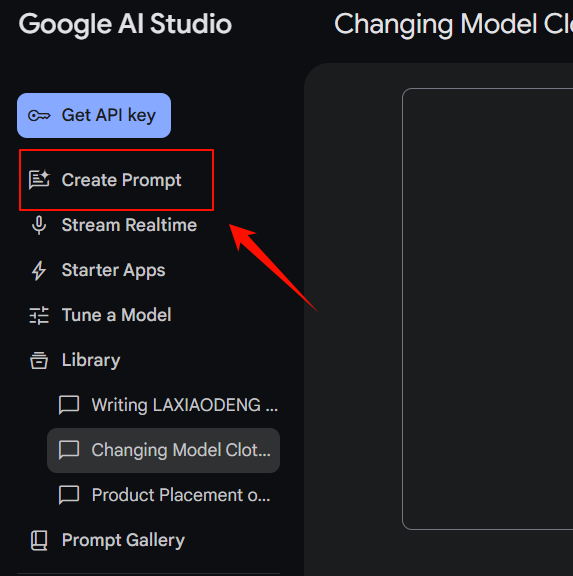 Google AI Studio
Changing Model Clo
Get API key
Create Prompt
Stream Realtime
Starter Apps
Tune a Model
Library
Writing LAXIAODENG ...
Changing Model Clot...
Product Placement o...
Prompt Gallery